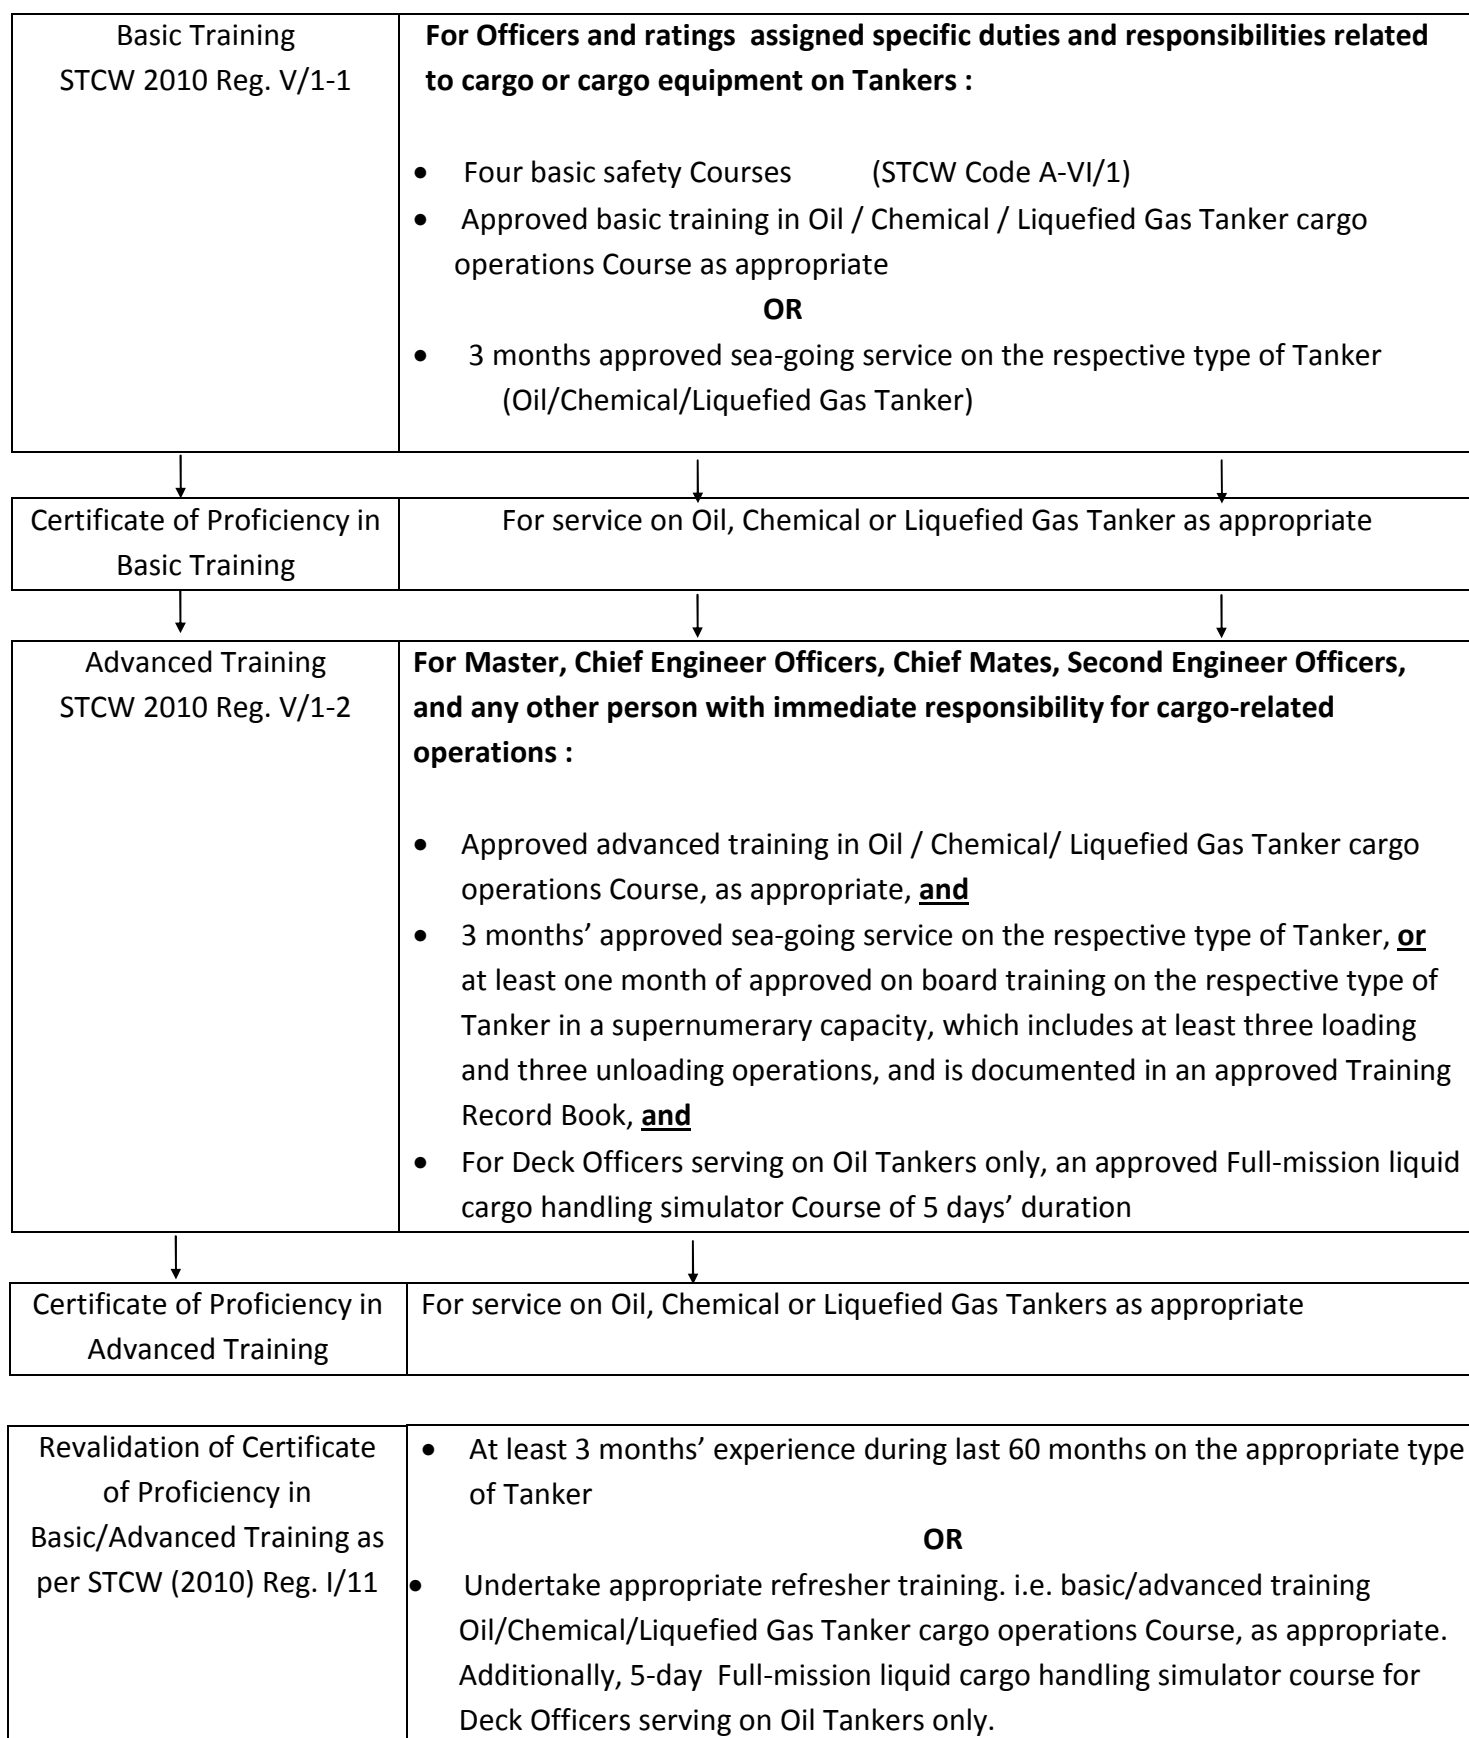 Basic Training
STCW 2010 Reg. V/1-1
For Officers and ratings assigned specific duties and responsibilities related
to cargo or cargo equipment on Tankers :
• Four basic safety Courses (STCW Code A-VI/1)
• Approved basic training in Oil / Chemical / Liquefied Gas Tanker cargo
operations Course as appropriate
OR
• 3 months approved sea-going service on the respective type of Tanker
(Oil/Chemical/Liquefied Gas Tanker)
Certificate of Proficiency in
Basic Training
For service on Oil, Chemical or Liquefied Gas Tanker as appropriate
Advanced Training
STCW 2010 Reg. V/1-2
For Master, Chief Engineer Officers, Chief Mates, Second Engineer Officers,
and any other person with immediate responsibility for cargo-related
operations :
• Approved advanced training in Oil / Chemical/ Liquefied Gas Tanker cargo
operations Course, as appropriate, and
• 3 months’ approved sea-going service on the respective type of Tanker, or
at least one month of approved on board training on the respective type of
Tanker in a supernumerary capacity, which includes at least three loading
and three unloading operations, and is documented in an approved Training
Record Book, and
• For Deck Officers serving on Oil Tankers only, an approved Full-mission liquid
cargo handling simulator Course of 5 days’ duration
Certificate of Proficiency in
Advanced Training
For service on Oil, Chemical or Liquefied Gas Tankers as appropriate
Revalidation of Certificate
of Proficiency in
Basic/Advanced Training as
per STCW (2010) Reg. I/11
• At least 3 months’ experience during last 60 months on the appropriate type
of Tanker
OR
• Undertake appropriate refresher training. i.e. basic/advanced training
Oil/Chemical/Liquefied Gas Tanker cargo operations Course, as appropriate.
Additionally, 5-day Full-mission liquid cargo handling simulator course for
Deck Officers serving on Oil Tankers only.